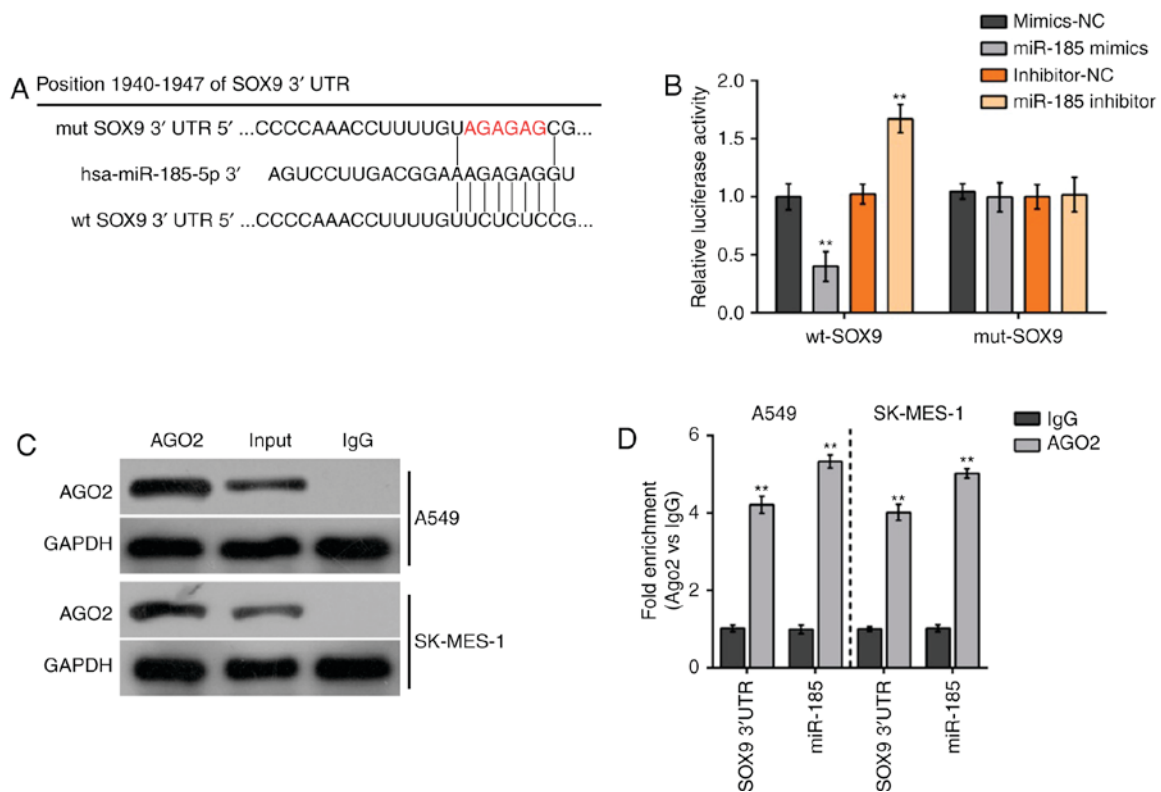 A
Position 1940-1947 of SOX9 3′ UTR
mut SOX9 3′ UTR 5′ ...CCCCAAACCUUUUGUAGAGAGCG...
hsa-miR-185-5p 3′ AGUCCUUGACGGAAAGAGAGGU
wt SOX9 3′ UTR 5′ ...CCCCAAACCUUUUGUUCUCUCCG...
B
Mimics-NC
miR-185 mimics
Inhibitor-NC
miR-185 inhibitor
Relative luciferase activity
2.0
1.5
1.0
0.5
0.0
**
**
wt-SOX9
mut-SOX9
C
AGO2 Input IgG
AGO2
GAPDH
A549
AGO2
GAPDH
SK-MES-1
D
A549 SK-MES-1
IgG
AGO2
Fold enrichment
(Ago2 vs IgG)
6
4
2
0
**
**
**
**
SOX9 3′UTR
miR-185
SOX9 3′UTR
miR-185